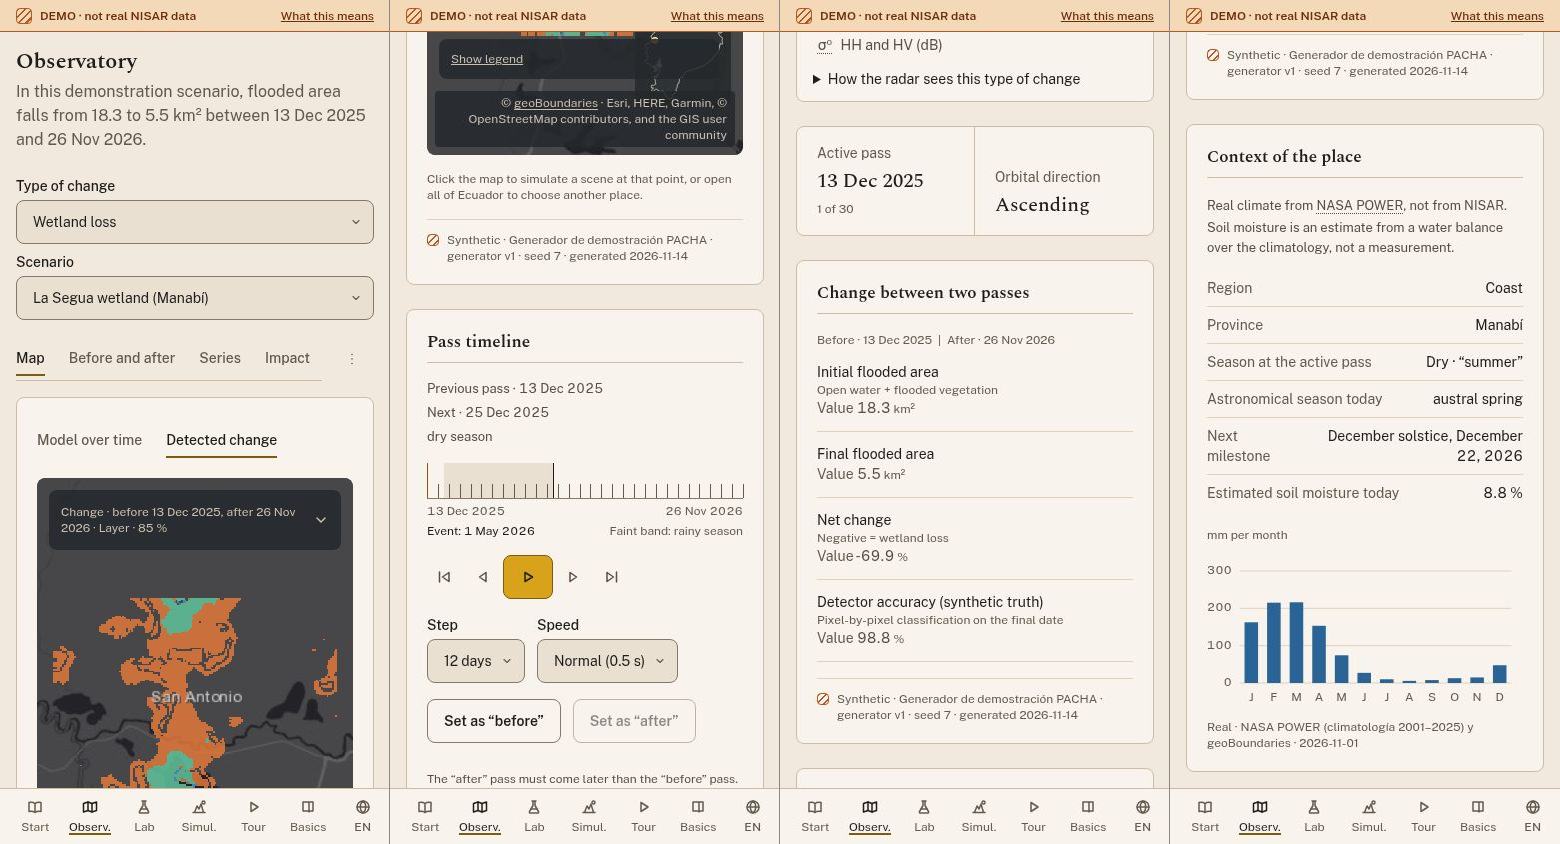 DEMO · not real NISAR data
What this means
Observatory
In this demonstration scenario, flooded area
falls from 18.3 to 5.5 km² between 13 Dec 2025
and 26 Nov 2026.
Type of change
Wetland loss
Scenario
La Segua wetland (Manabí)
Map
Before and after
Series
Impact
Model over time
Detected change
Change · before 13 Dec 2025, after 26 Nov
2026 · Layer · 85 %
San Antonio
Start
Observ.
Lab
Simul.
Tour
Basics
EN
DEMO · not real NISAR data
What this means
Show legend
© geoBoundaries · Esri, HERE, Garmin, ©
OpenStreetMap contributors, and the GIS user
community
Click the map to simulate a scene at that point, or open
all of Ecuador to choose another place.
Synthetic · Generador de demostración PACHA ·
generator v1 · seed 7 · generated 2026-11-14
Pass timeline
Previous pass · 13 Dec 2025
Next · 25 Dec 2025
dry season
13 Dec 2025
26 Nov 2026
Event: 1 May 2026
Faint band: rainy season
Step
Speed
12 days
Normal (0.5 s)
Set as “before”
Set as “after”
The “after” pass must come later than the “before” pass.
Start
Observ.
Lab
Simul.
Tour
Basics
EN
DEMO · not real NISAR data
What this means
σ⁰ HH and HV (dB)
How the radar sees this type of change
Active pass
13 Dec 2025
1 of 30
Orbital direction
Ascending
Change between two passes
Before · 13 Dec 2025 | After · 26 Nov 2026
Initial flooded area
Open water + flooded vegetation
Value 18.3 km²
Final flooded area
Value 5.5 km²
Net change
Negative = wetland loss
Value -69.9 %
Detector accuracy (synthetic truth)
Pixel-by-pixel classification on the final date
Value 98.8 %
Synthetic · Generador de demostración PACHA ·
generator v1 · seed 7 · generated 2026-11-14
Start
Observ.
Lab
Simul.
Tour
Basics
EN
DEMO · not real NISAR data
What this means
Synthetic · Generador de demostración PACHA ·
generator v1 · seed 7 · generated 2026-11-14
Context of the place
Real climate from NASA POWER, not from NISAR.
Soil moisture is an estimate from a water balance
over the climatology, not a measurement.
Region
Coast
Province
Manabí
Season at the active pass
Dry · “summer”
Astronomical season today
austral spring
Next
milestone
December solstice, December
22, 2026
Estimated soil moisture today
8.8 %
mm per month
300
200
100
0
J F M A M J J A S O N D
Real · NASA POWER (climatología 2001–2025) y
geoBoundaries · 2026-11-01
Start
Observ.
Lab
Simul.
Tour
Basics
EN